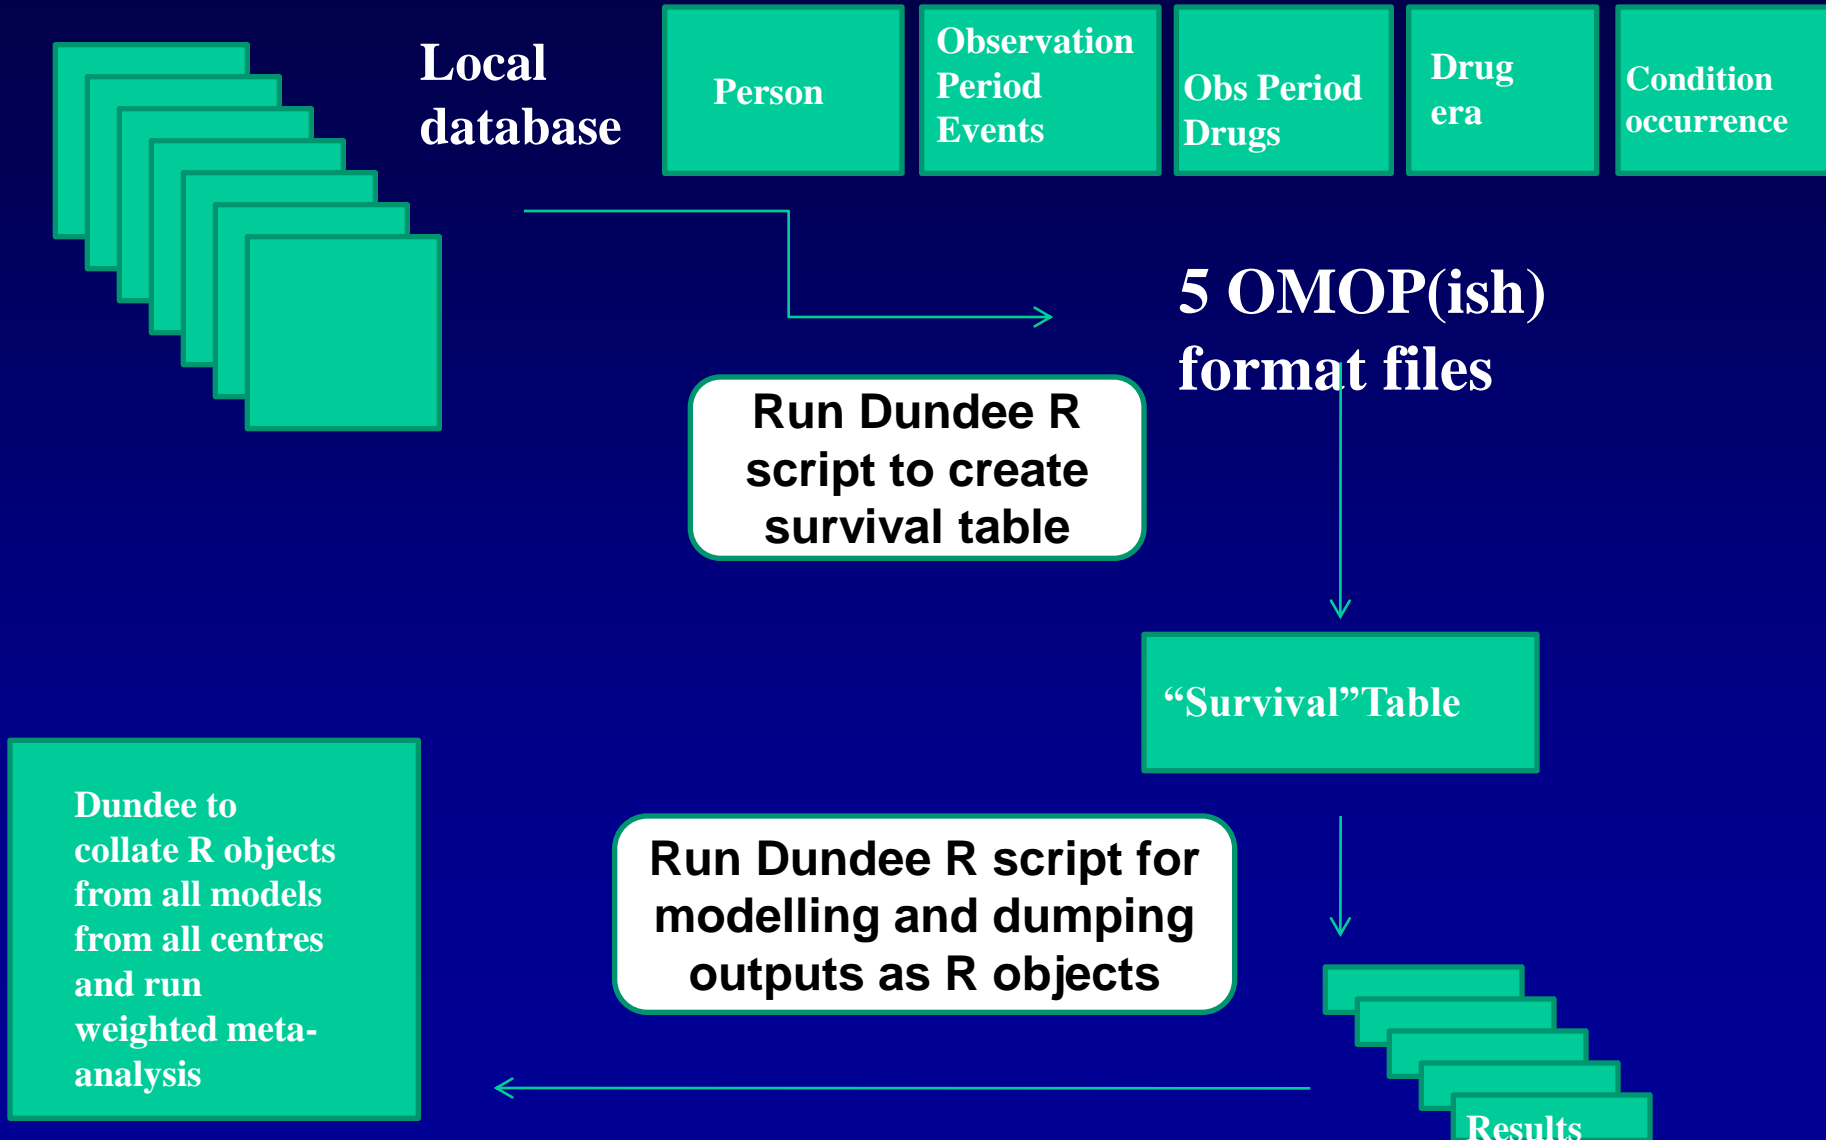 Local
database
Person
Observation
Period
Events
Obs Period
Drugs
Drug
era
Condition
occurrence
5 OMOP(ish)
format files
Run Dundee R
script to create
survival table
“Survival”Table
Dundee to
collate R objects
from all models
from all centres
and run
weighted meta-
analysis
Run Dundee R script for
modelling and dumping
outputs as R objects
Results